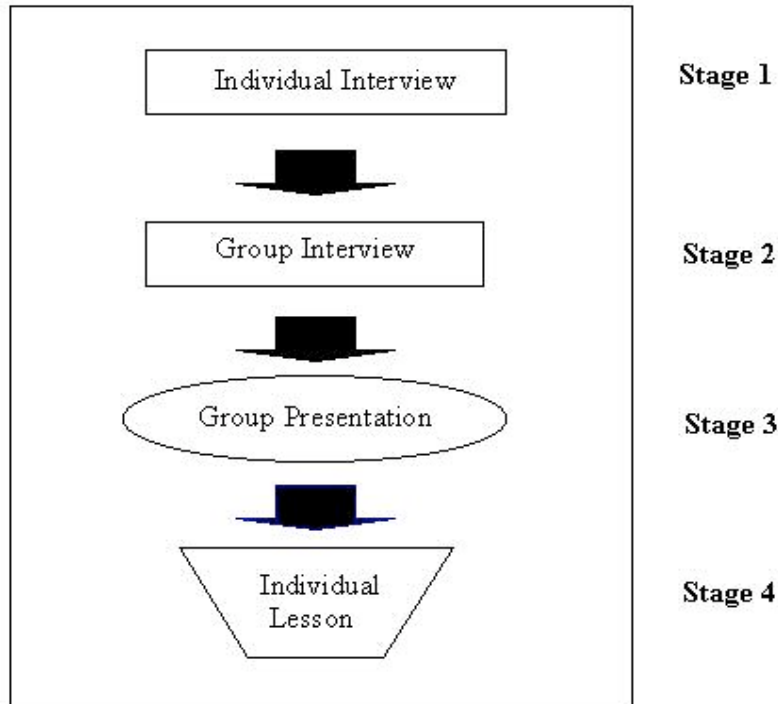 Individual Interview
Stage 1
Group Interview
Stage 2
Group Presentation
Stage 3
Individual
Lesson
Stage 4